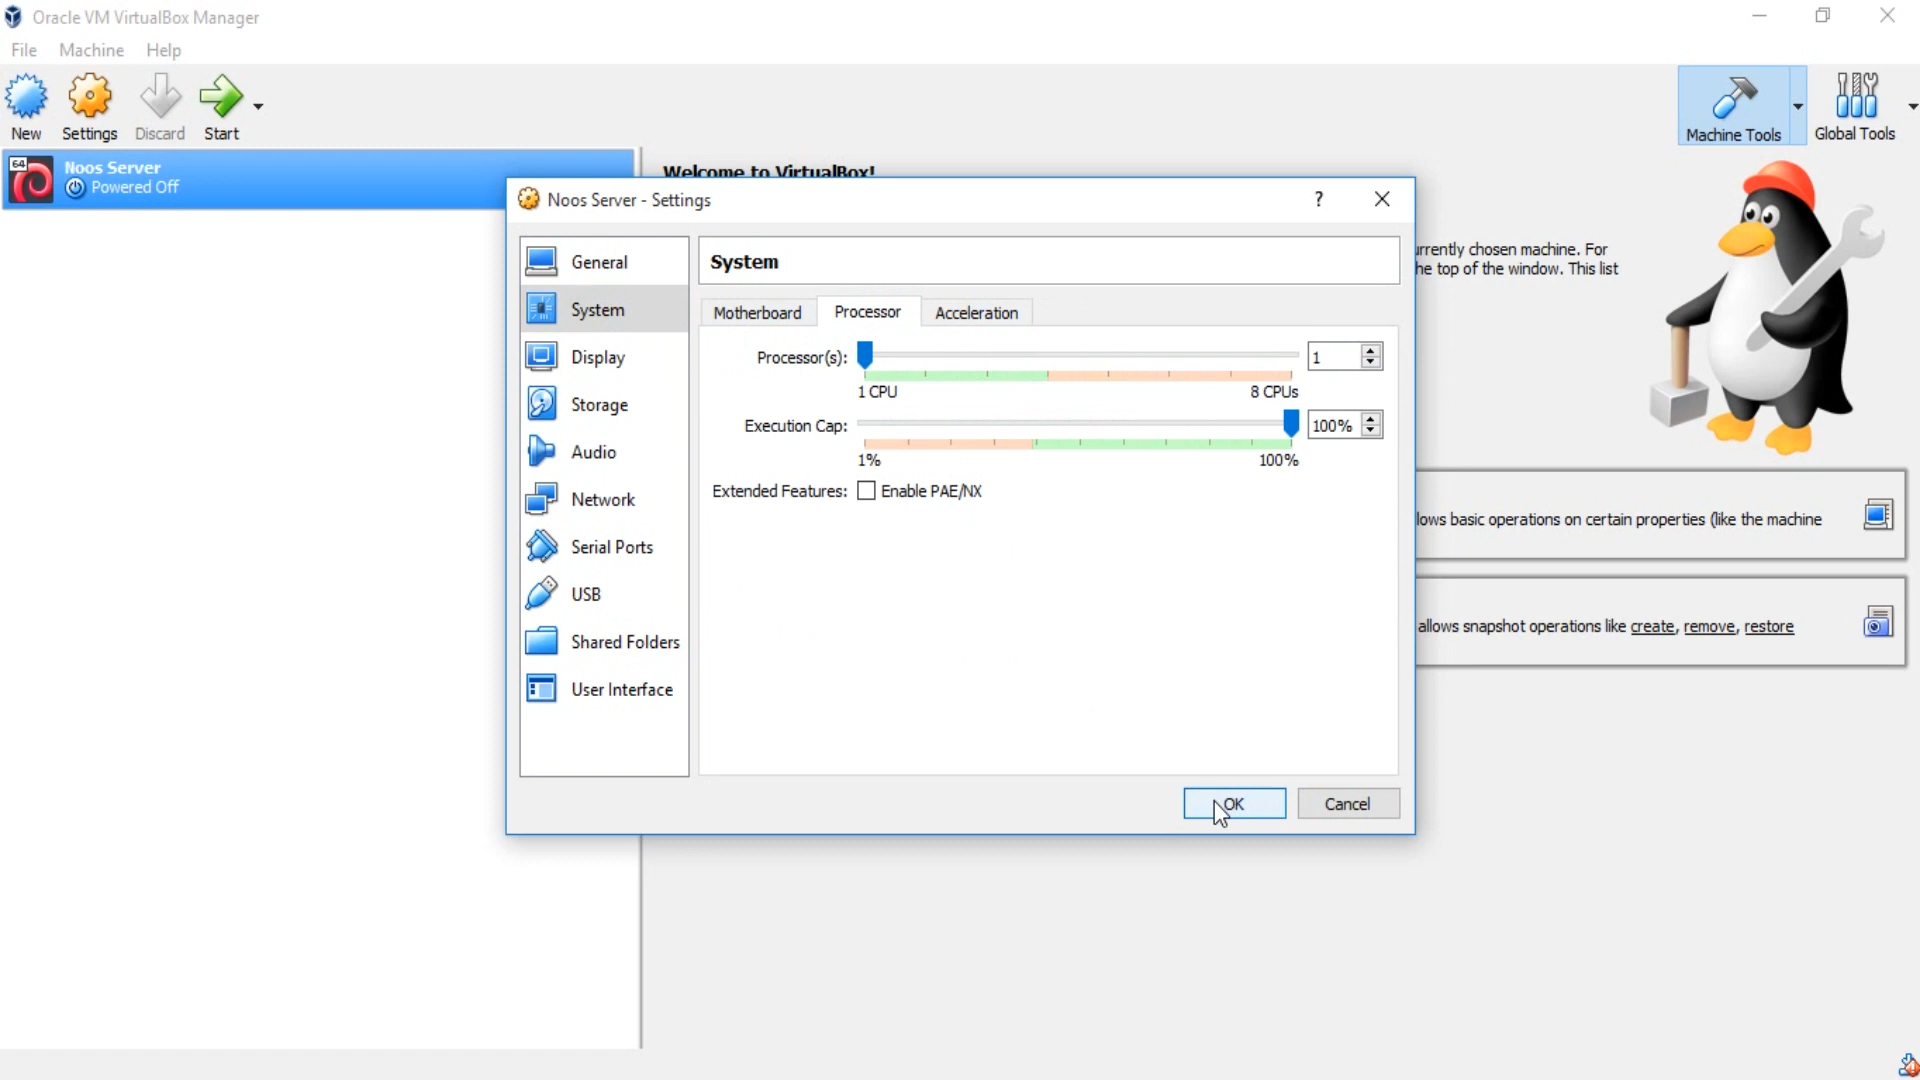 Oracle VM VirtualBox Manager
File Machine Help
New Settings Discard Start
Machine Tools Global Tools
64
Noos Server
Powered Off
Welcome to VirtualBox!
Noos Server - Settings
?
urrently chosen machine. For
he top of the window. This list
General
System
Display
Storage
Audio
Network
Serial Ports
USB
Shared Folders
User Interface
System
Motherboard Processor Acceleration
Processor(s): 1
1 CPU 8 CPUs
Execution Cap: 100%
1% 100%
Extended Features: Enable PAE/NX
OK Cancel
lows basic operations on certain properties (like the machine
allows snapshot operations like create, remove, restore